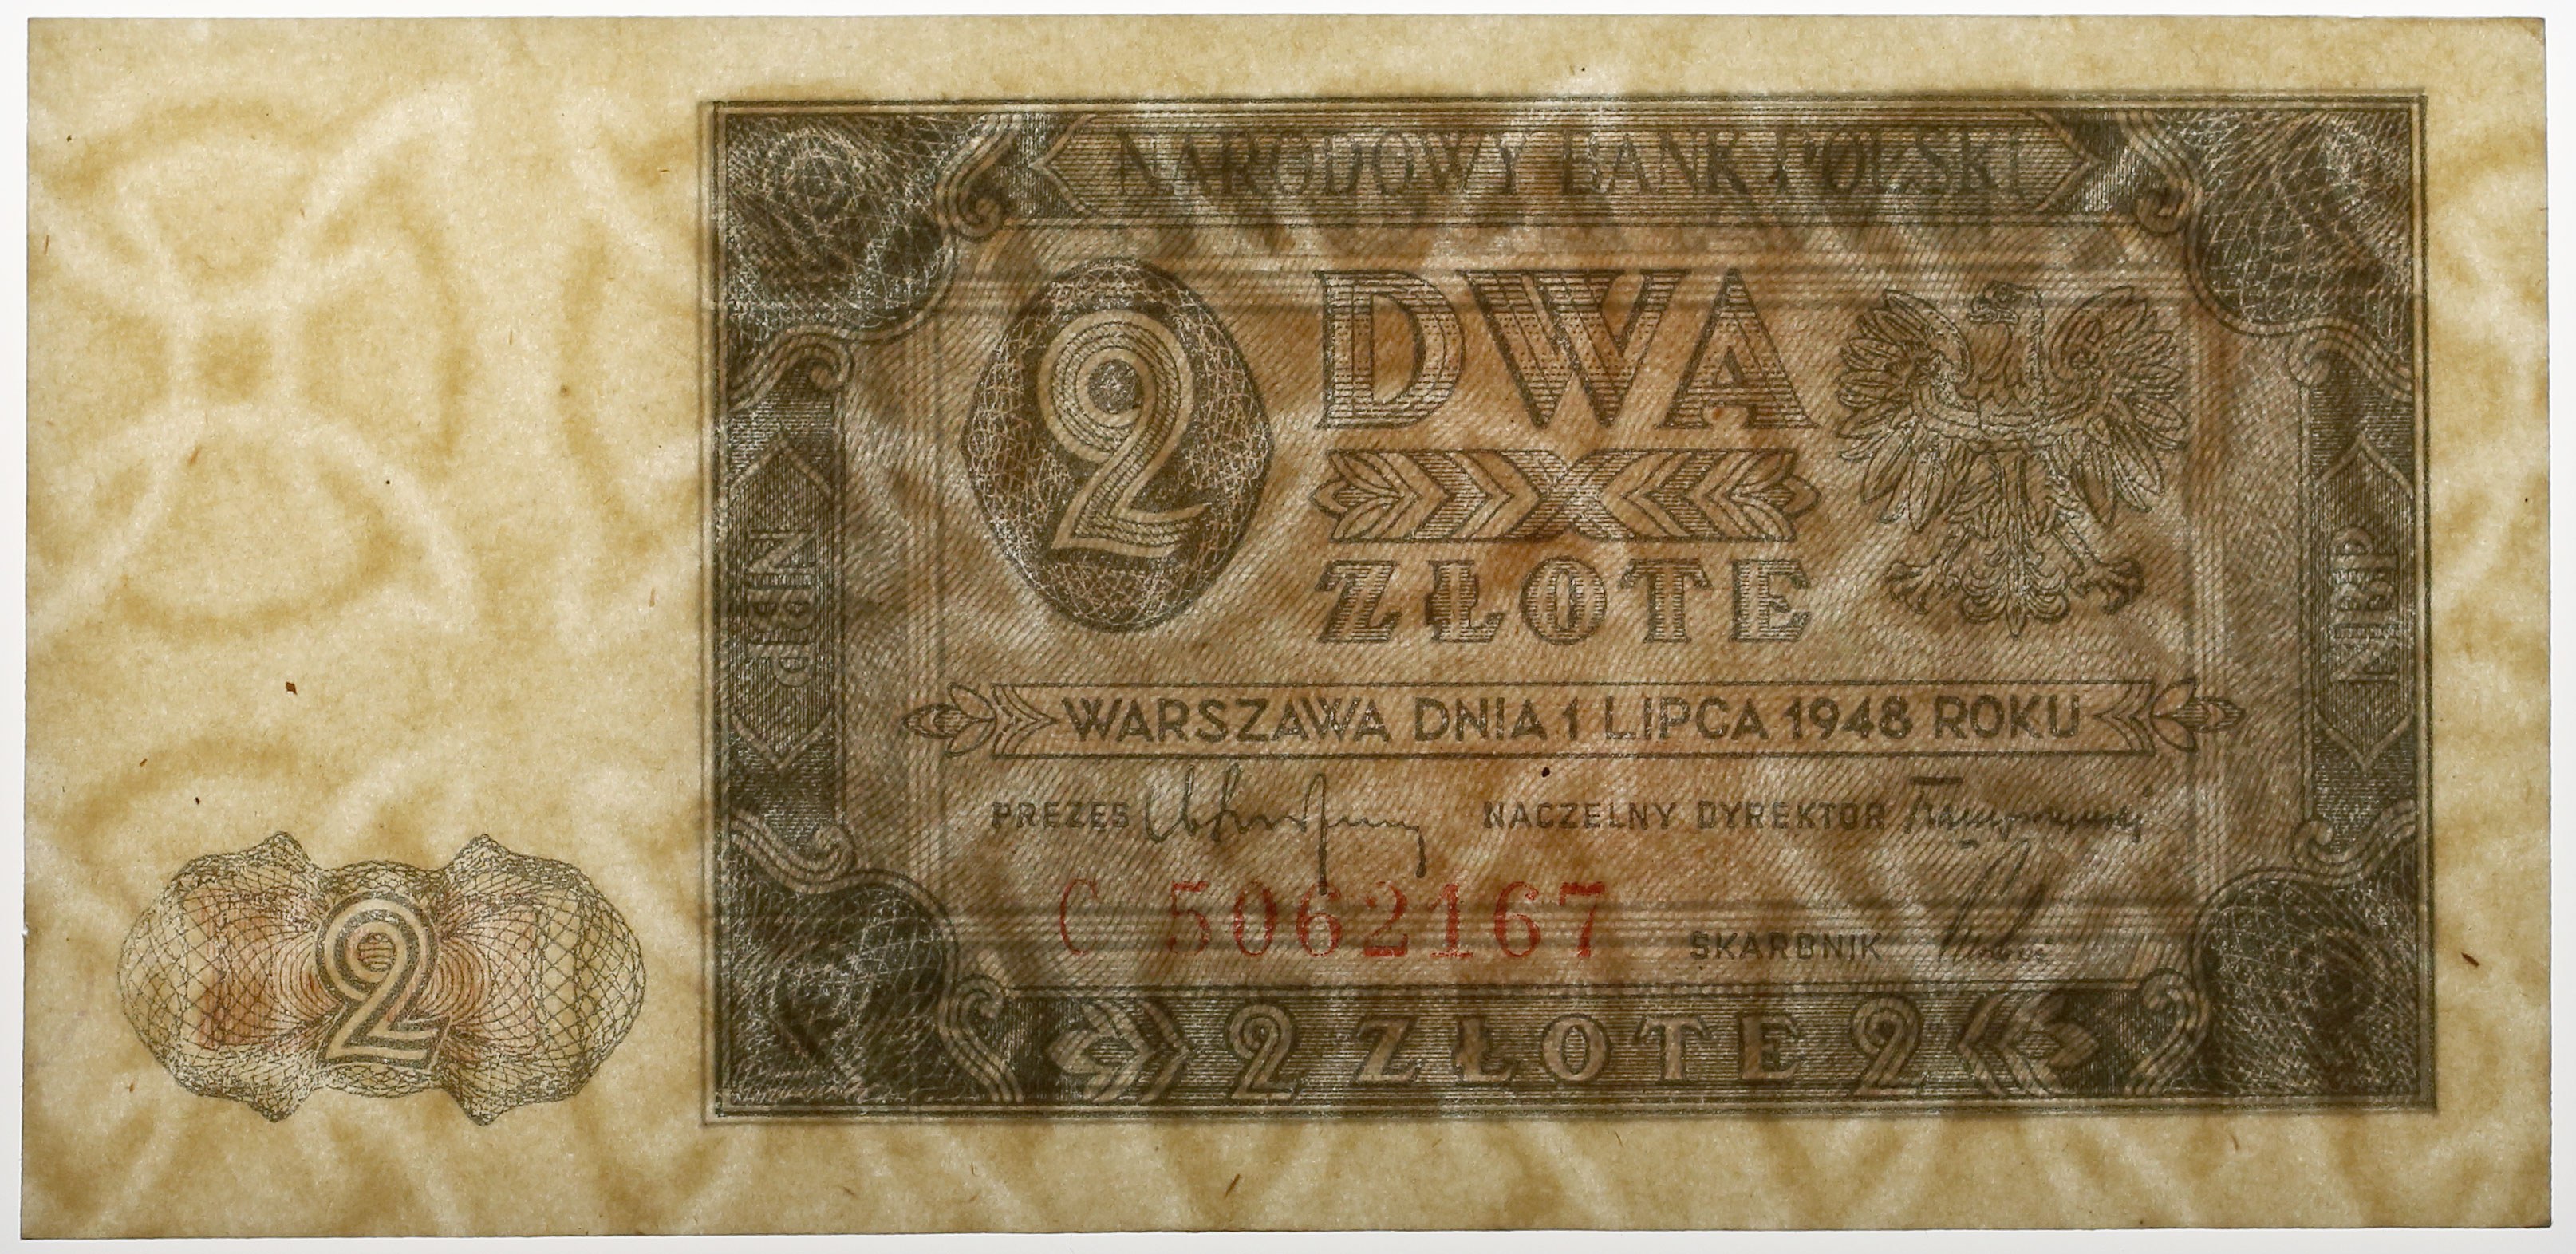 NARODOWY BANK POLSKI
2 DWA
ZŁOTE
NBP
NBP
WARSZAWA DNIA 1 LIPCA 1948 ROKU
PREZES NACZELNY DYREKTOR
C 5062167
SKARBNIK
2
2 ZŁOTE 2